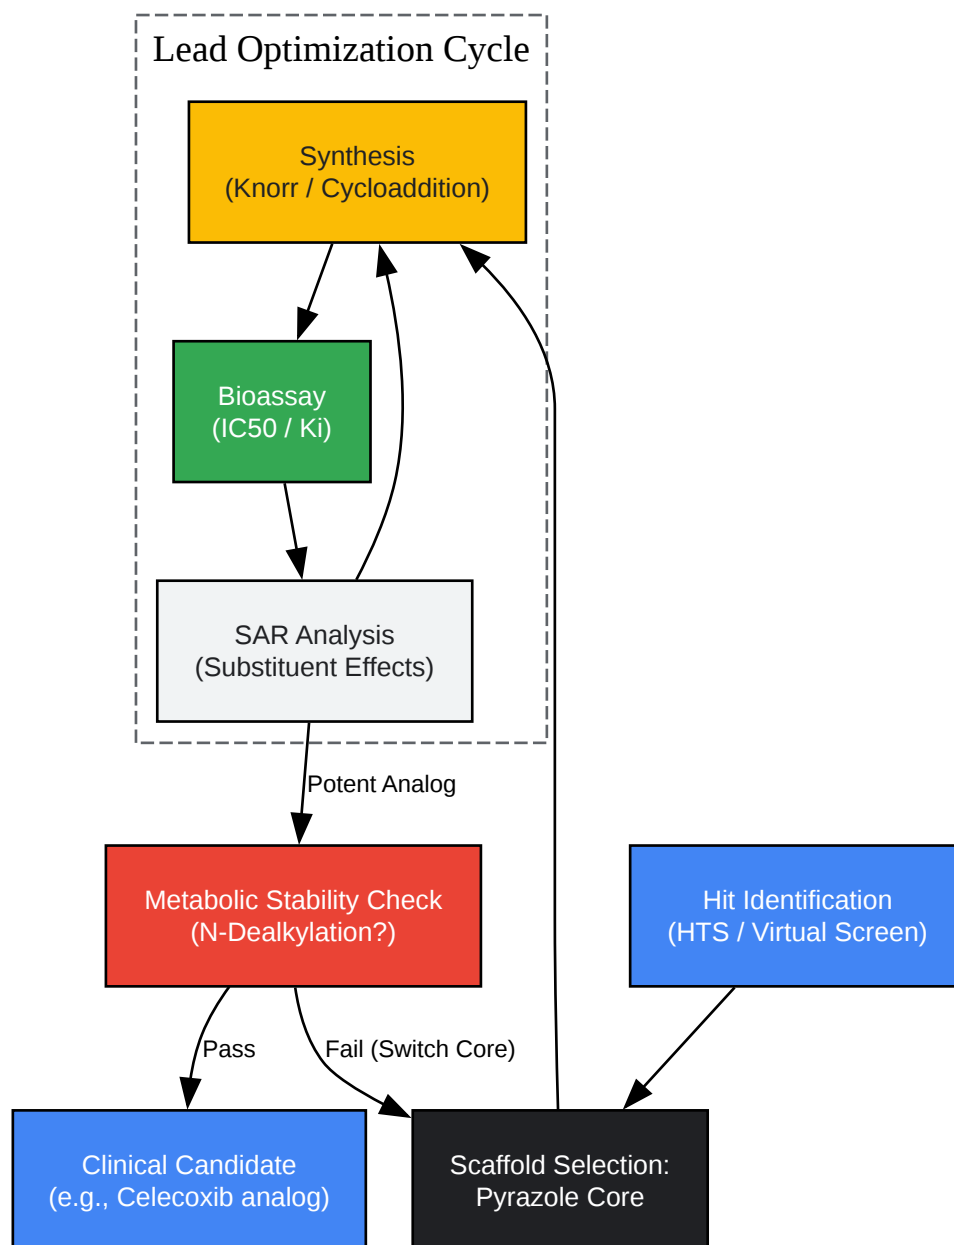 Lead Optimization Cycle
Synthesis
(Knorr / Cycloaddition)
Bioassay
(IC50 / Ki)
SAR Analysis
(Substituent Effects)
Potent Analog
Metabolic Stability Check
(N-Dealkylation?)
Hit Identification
(HTS / Virtual Screen)
Pass
Fail (Switch Core)
Clinical Candidate
(e.g., Celecoxib analog)
Scaffold Selection:
Pyrazole Core